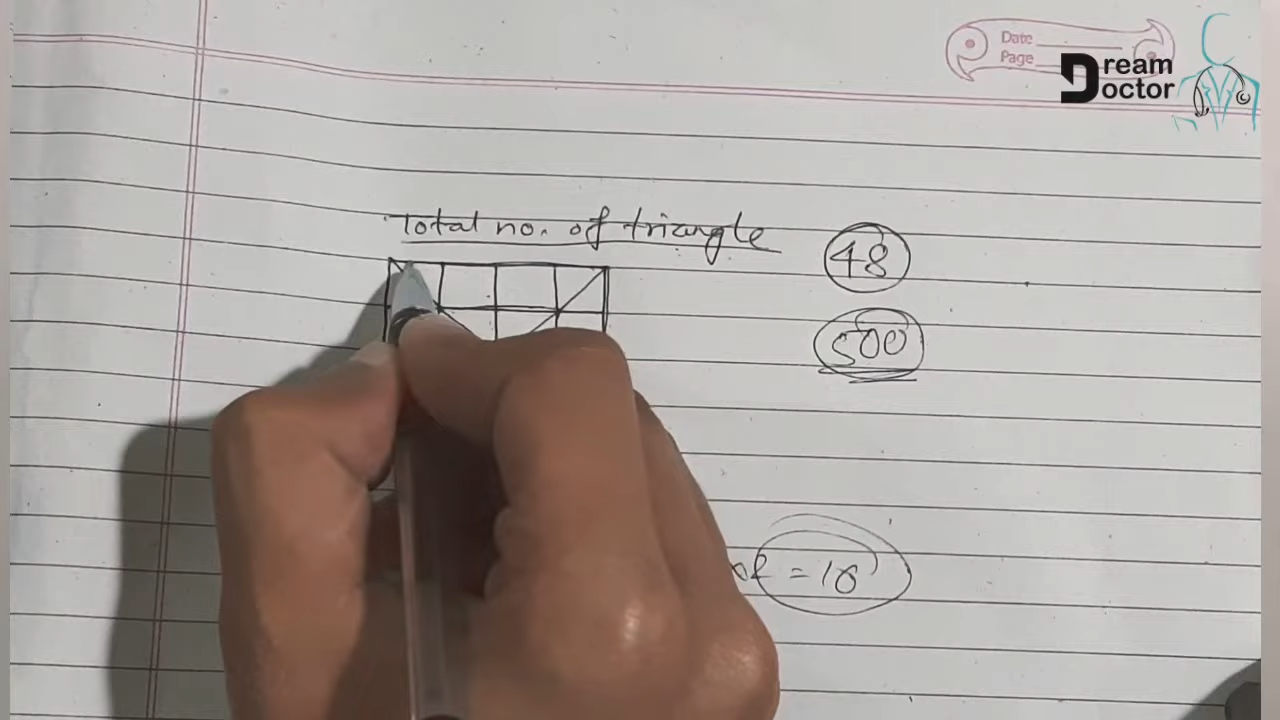 Date
Page
Dream Doctor
Total no. of triangle
48
500
= 18